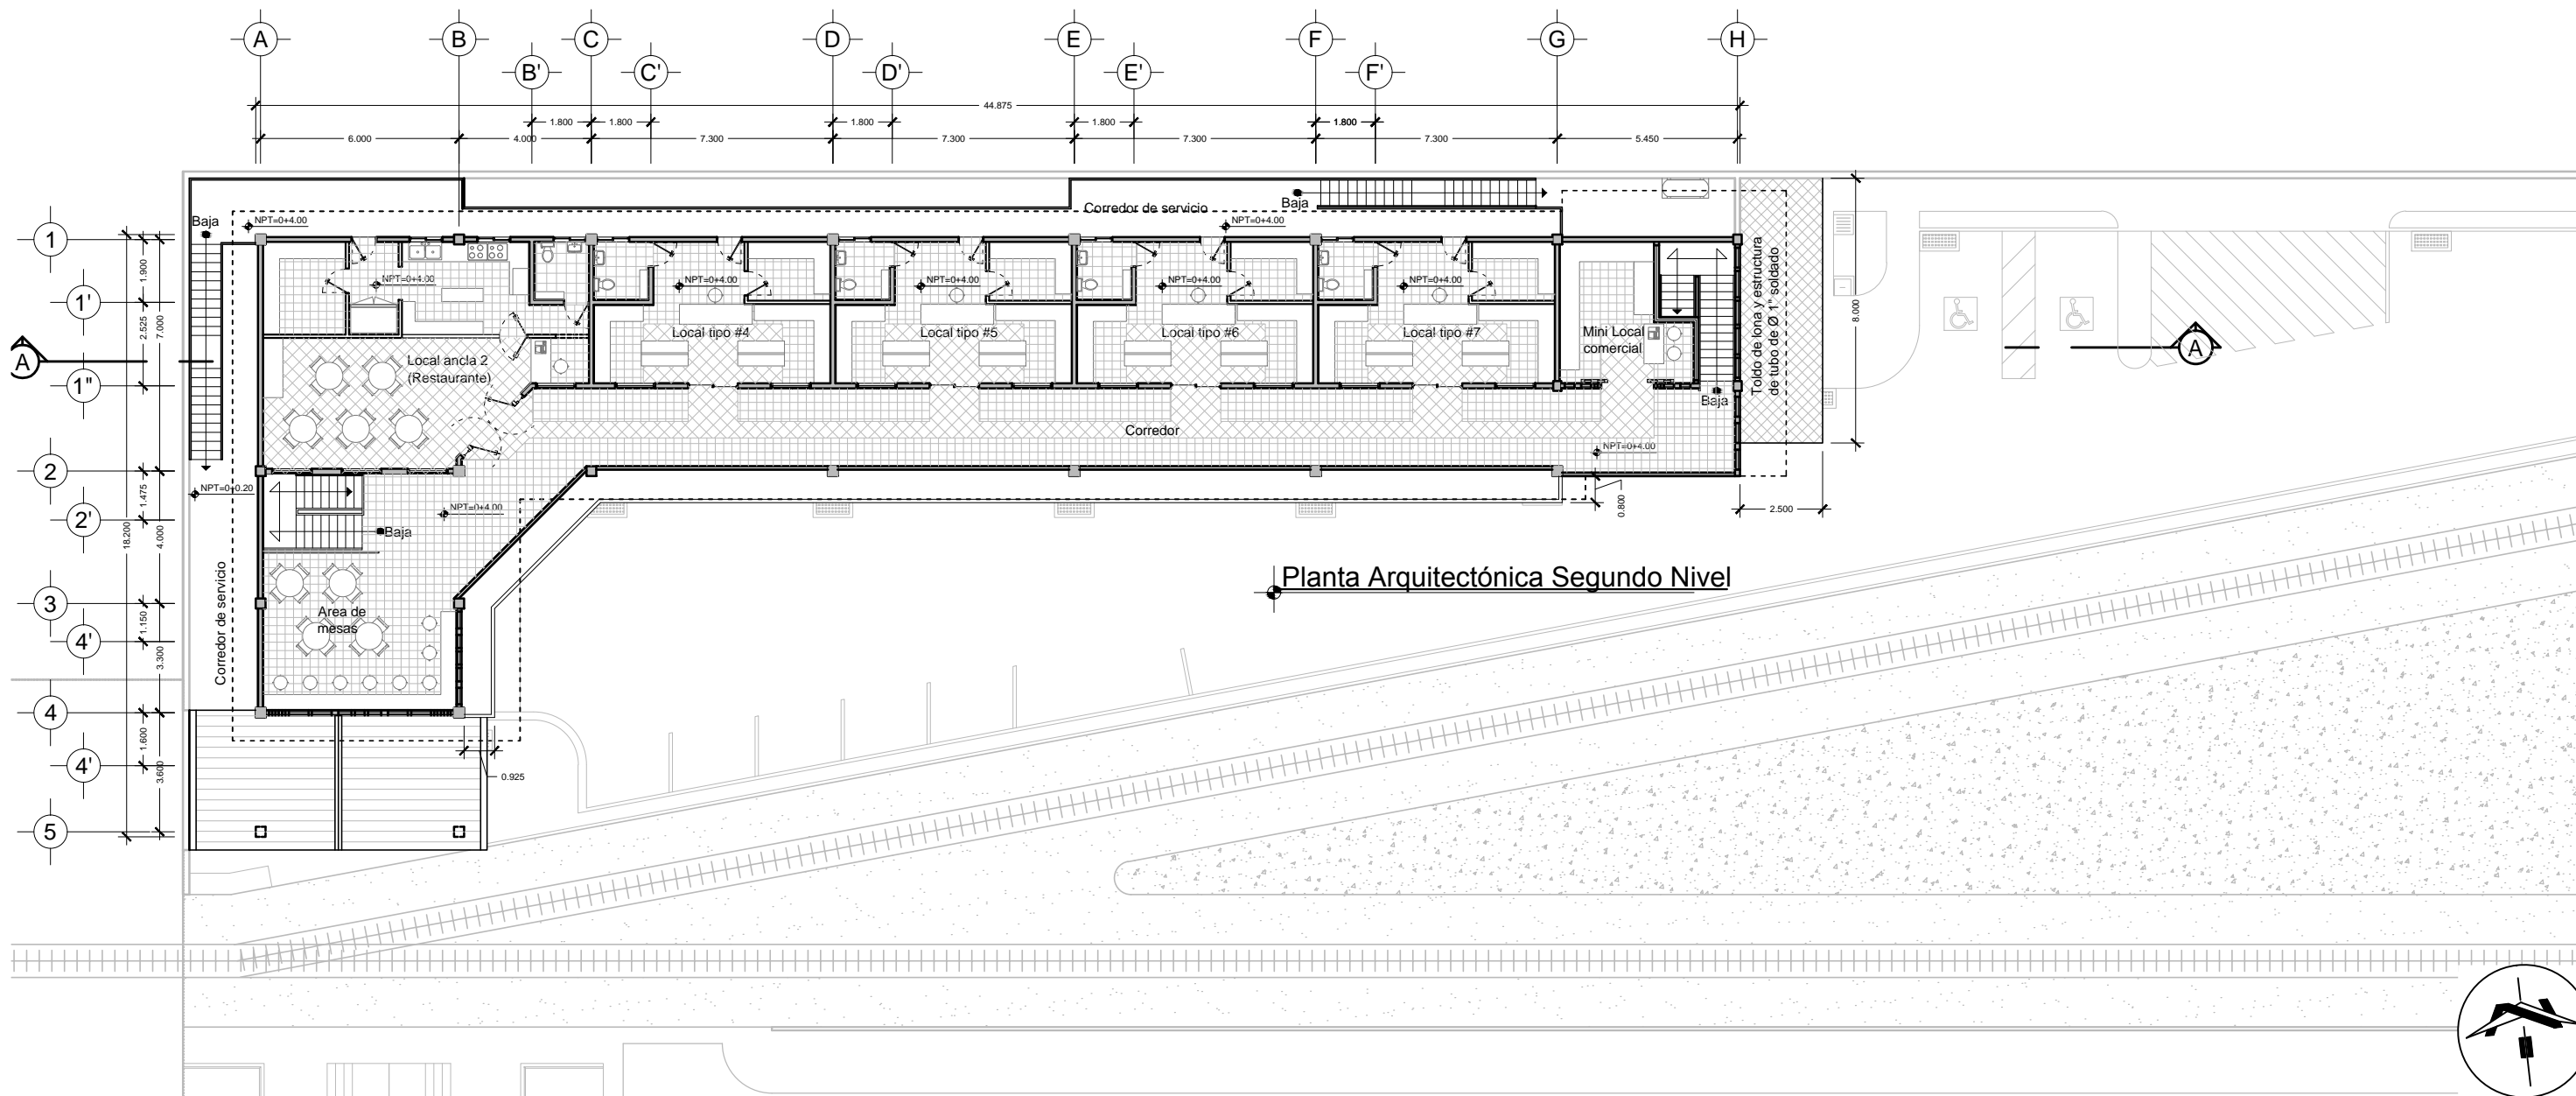 A
B
C
D
E
F
G
H
B'
C'
D'
E'
F'
44.875
1.800
1.800
1.800
1.800
1.800
6.000
4.000
7.300
7.300
7.300
7.300
5.450
Baja
NPT=0+4.00
Corredor de servicio
Baja
NPT=0+4.00
1
1'
1"
2
2'
3
4'
4
4'
5
1.900
2.525
7.000
1.475
4.000
18.200
1.150
3.300
1.600
3.600
A
A
NPT=0+4.00
NPT=0+4.00
NPT=0+4.00
NPT=0+4.00
NPT=0+4.00
Local ancla 2
(Restaurante)
Local tipo #4
Local tipo #5
Local tipo #6
Local tipo #7
Mini Local
comercial
Toldo de lona y estructura
de tubo de Ø 1" soldado
8.000
Baja
Corredor
NPT=0+4.00
NPT=0+0.20
NPT=0+4.00
Baja
0.800
2.500
Corredor de servicio
Area de
mesas
0.925
Planta Arquitectónica Segundo Nivel